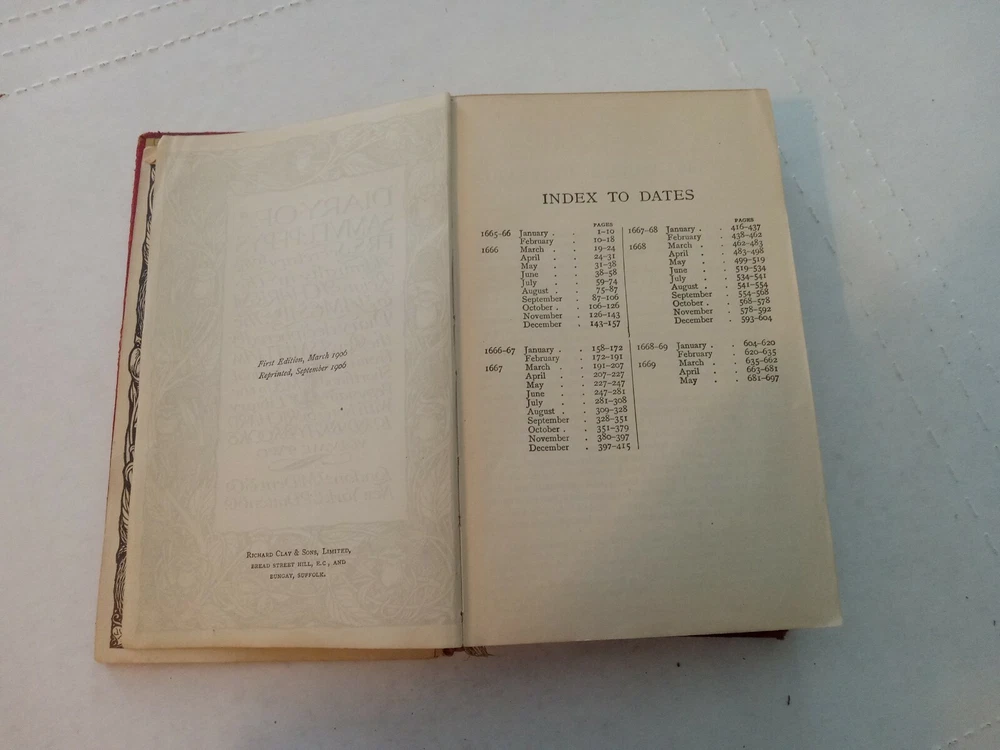 First Edition, March 1906
Reprinted, September 1906
RICHARD CLAY & SONS, LIMITED,
BREAD STREET HILL, E.C., AND
BUNGAY, SUFFOLK.
INDEX TO DATES
PAGES
1665-66 January . . 1-10
February . 10-18
1666 March . . 19-24
April . . 24-31
May . . 31-38
June . . 38-58
July . . 59-74
August . . 75-87
September . 87-106
October . . 106-126
November . 126-143
December . 143-157
1666-67 January . . 158-172
February . 172-191
1667 March . . 191-207
April . . 207-227
May . . 227-247
June . . 247-281
July . . 281-308
August . . 309-328
September . 328-351
October . . 351-379
November . 380-397
December . 397-415
PAGES
1667-68 January . . 416-437
February . 438-462
1668 March . . 462-483
April . . 483-498
May . . 499-519
June . . 519-534
July . . 534-541
August . . 541-554
September . 554-568
October . . 568-578
November . 578-592
December . 593-604
1668-69 January . . 604-620
February . 620-635
1669 March . . 635-662
April . . 663-681
May . . 681-697